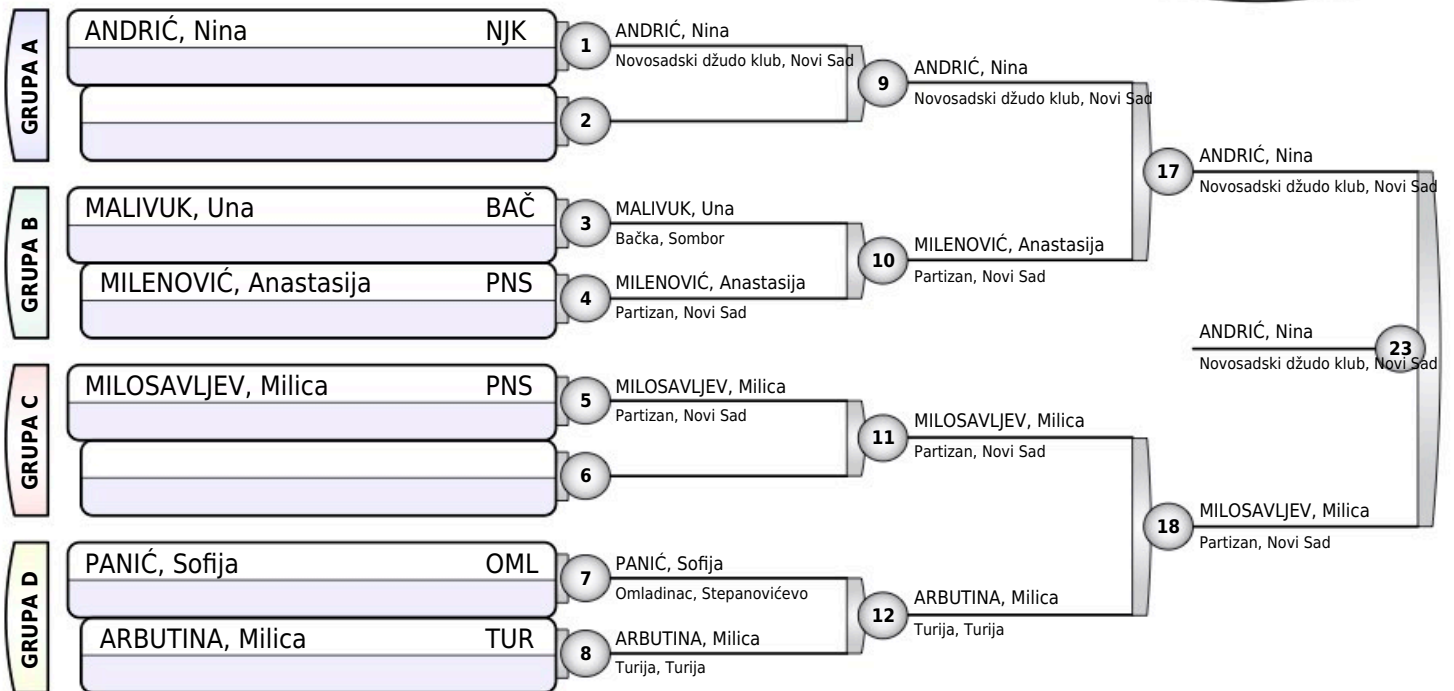 GRUPA A
ANDRIĆ, Nina NJK
1
2
ANDRIĆ, Nina
Novosadski džudo klub, Novi Sad
9
ANDRIĆ, Nina
Novosadski džudo klub, Novi Sad
GRUPA B
MALIVUK, Una BAČ
MILENOVIĆ, Anastasija PNS
3
4
MALIVUK, Una
Bačka, Sombor
MILENOVIĆ, Anastasija
Partizan, Novi Sad
10
MILENOVIĆ, Anastasija
Partizan, Novi Sad
17
ANDRIĆ, Nina
Novosadski džudo klub, Novi Sad
ANDRIĆ, Nina
Novosadski džudo klub, Novi Sad
23
GRUPA C
MILOSAVLJEV, Milica PNS
5
6
MILOSAVLJEV, Milica
Partizan, Novi Sad
11
MILOSAVLJEV, Milica
Partizan, Novi Sad
GRUPA D
PANIĆ, Sofija OML
ARBUTINA, Milica TUR
7
8
PANIĆ, Sofija
Omladinac, Stepanovićevo
ARBUTINA, Milica
Turija, Turija
12
ARBUTINA, Milica
Turija, Turija
18
MILOSAVLJEV, Milica
Partizan, Novi Sad